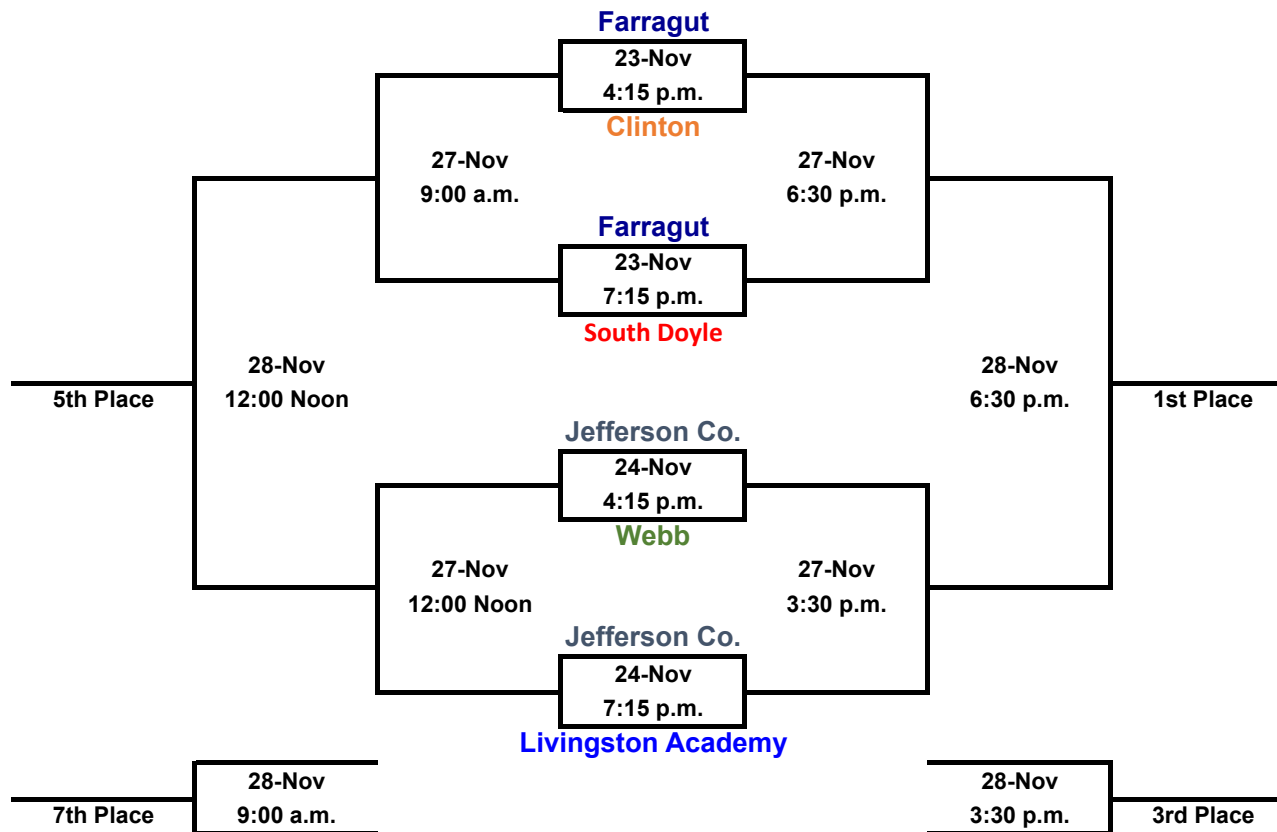 Farragut
23-Nov
4:15 p.m.
Clinton
27-Nov
9:00 a.m.
27-Nov
6:30 p.m.
Farragut
23-Nov
7:15 p.m.
South Doyle
28-Nov
12:00 Noon
5th Place
28-Nov
6:30 p.m.
1st Place
Jefferson Co.
24-Nov
4:15 p.m.
Webb
27-Nov
12:00 Noon
27-Nov
3:30 p.m.
Jefferson Co.
24-Nov
7:15 p.m.
Livingston Academy
28-Nov
9:00 a.m.
7th Place
28-Nov
3:30 p.m.
3rd Place